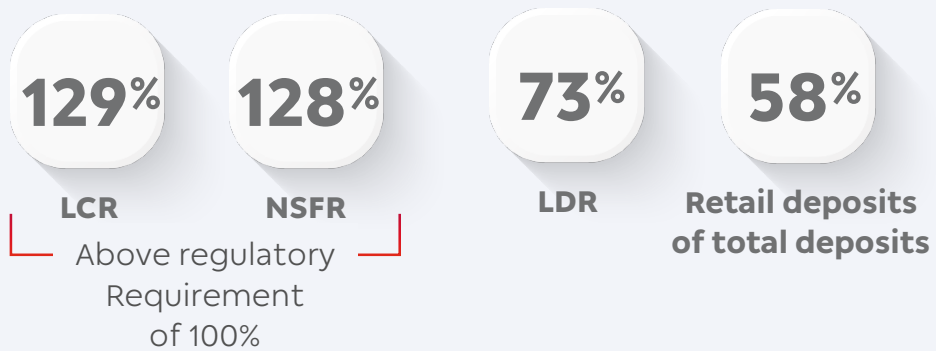 129%
LCR
128%
NSFR
Above regulatory
Requirement
of 100%
73%
LDR
58%
Retail deposits
of total deposits